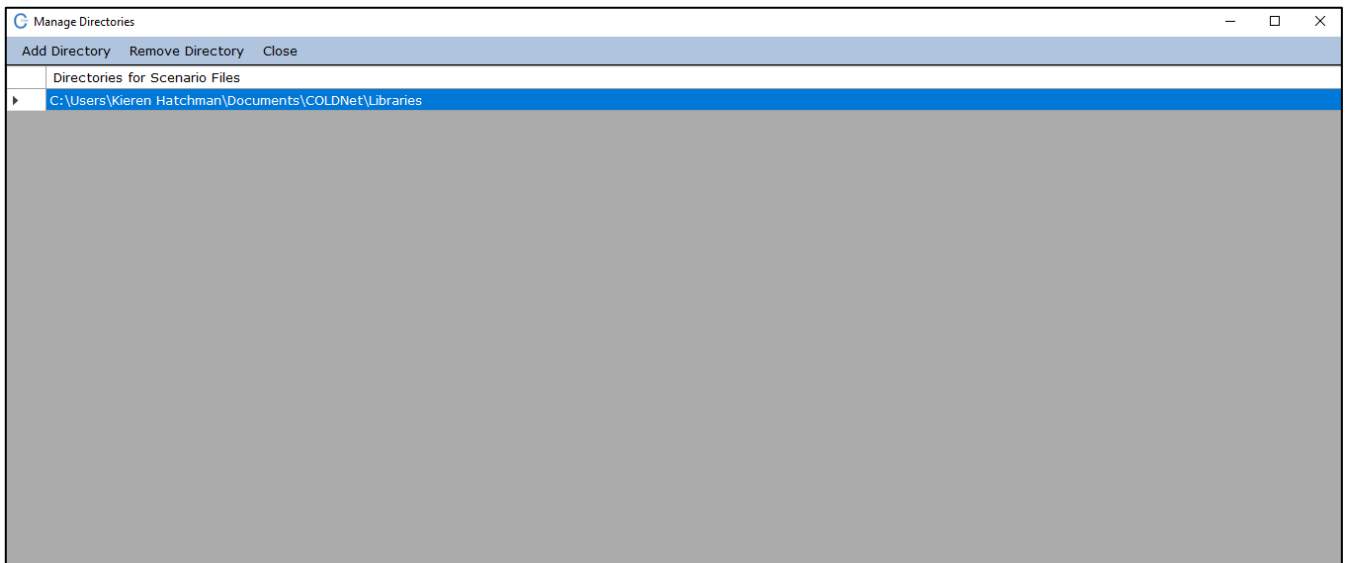 Manage Directories
Add Directory Remove Directory Close
Directories for Scenario Files
C:\Users\Kieren Hatchman\Documents\COLDNet\Libraries